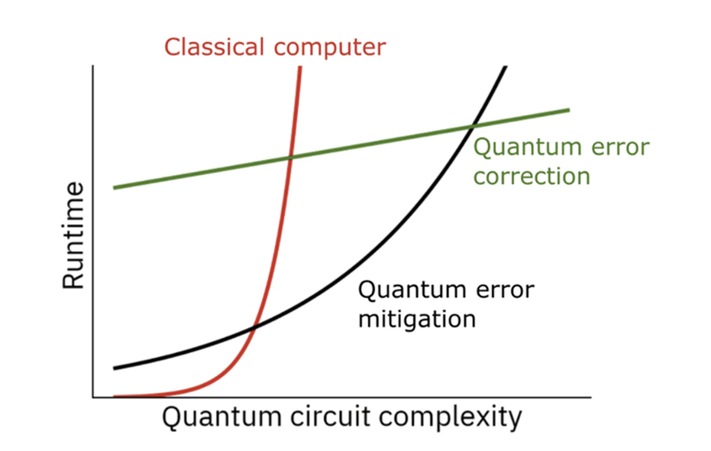 Classical computer
Quantum error
correction
Runtime
Quantum error
mitigation
Quantum circuit complexity